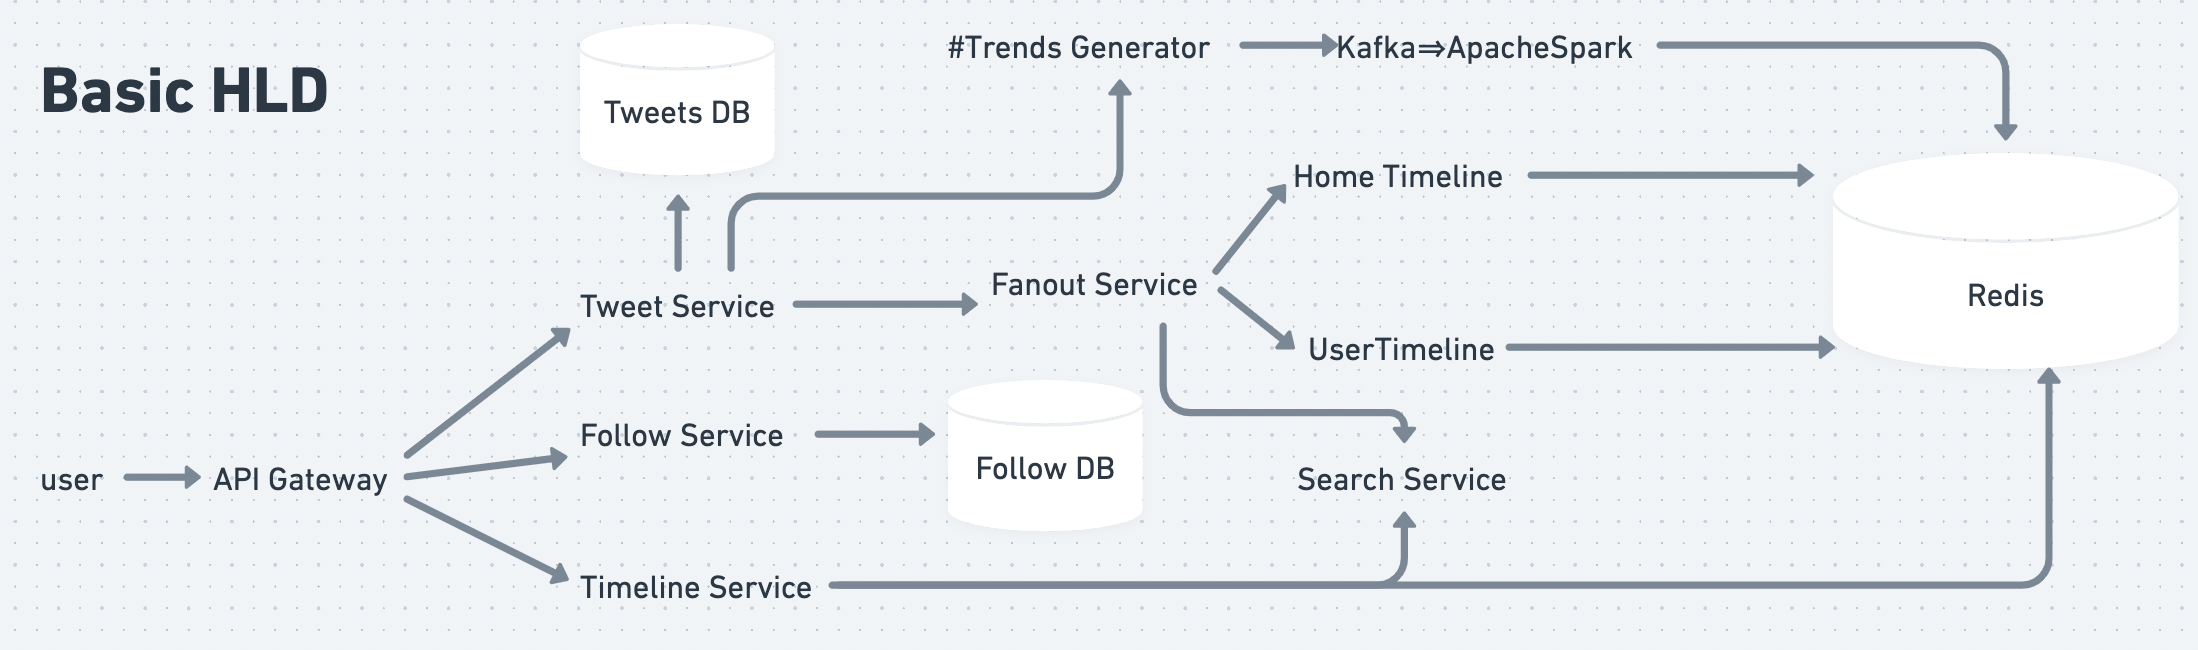 Basic HLD
Tweets DB
#Trends Generator
Kafka⇒ApacheSpark
Home Timeline
Fanout Service
Redis
Tweet Service
UserTimeline
Follow Service
Follow DB
user
API Gateway
Search Service
Timeline Service